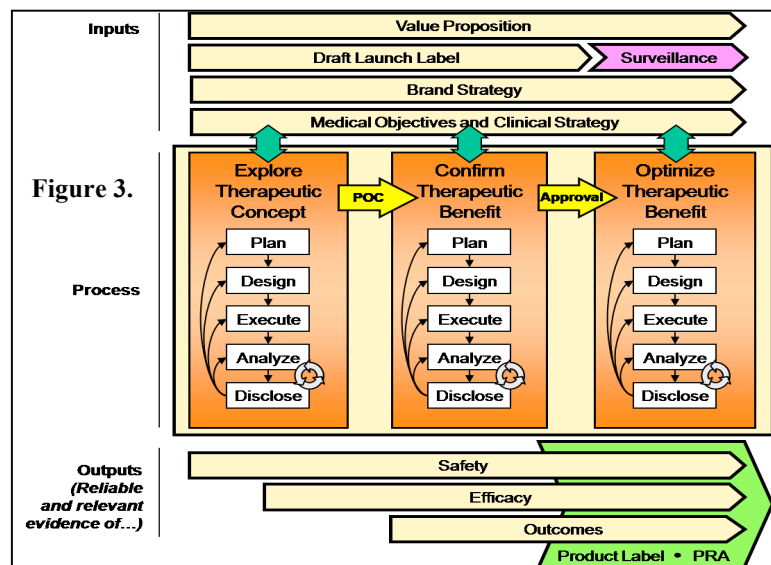 Inputs
Value Proposition
Draft Launch Label
Surveillance
Brand Strategy
Medical Objectives and Clinical Strategy
Figure 3.
Process
Explore
Therapeutic
Concept
Plan
Design
Execute
Analyze
Disclose
POC
Confirm
Therapeutic
Benefit
Plan
Design
Execute
Analyze
Disclose
Approval
Optimize
Therapeutic
Benefit
Plan
Design
Execute
Analyze
Disclose
Outputs
(Reliable
and relevant
evidence of...)
Safety
Efficacy
Outcomes
Product Label • PRA